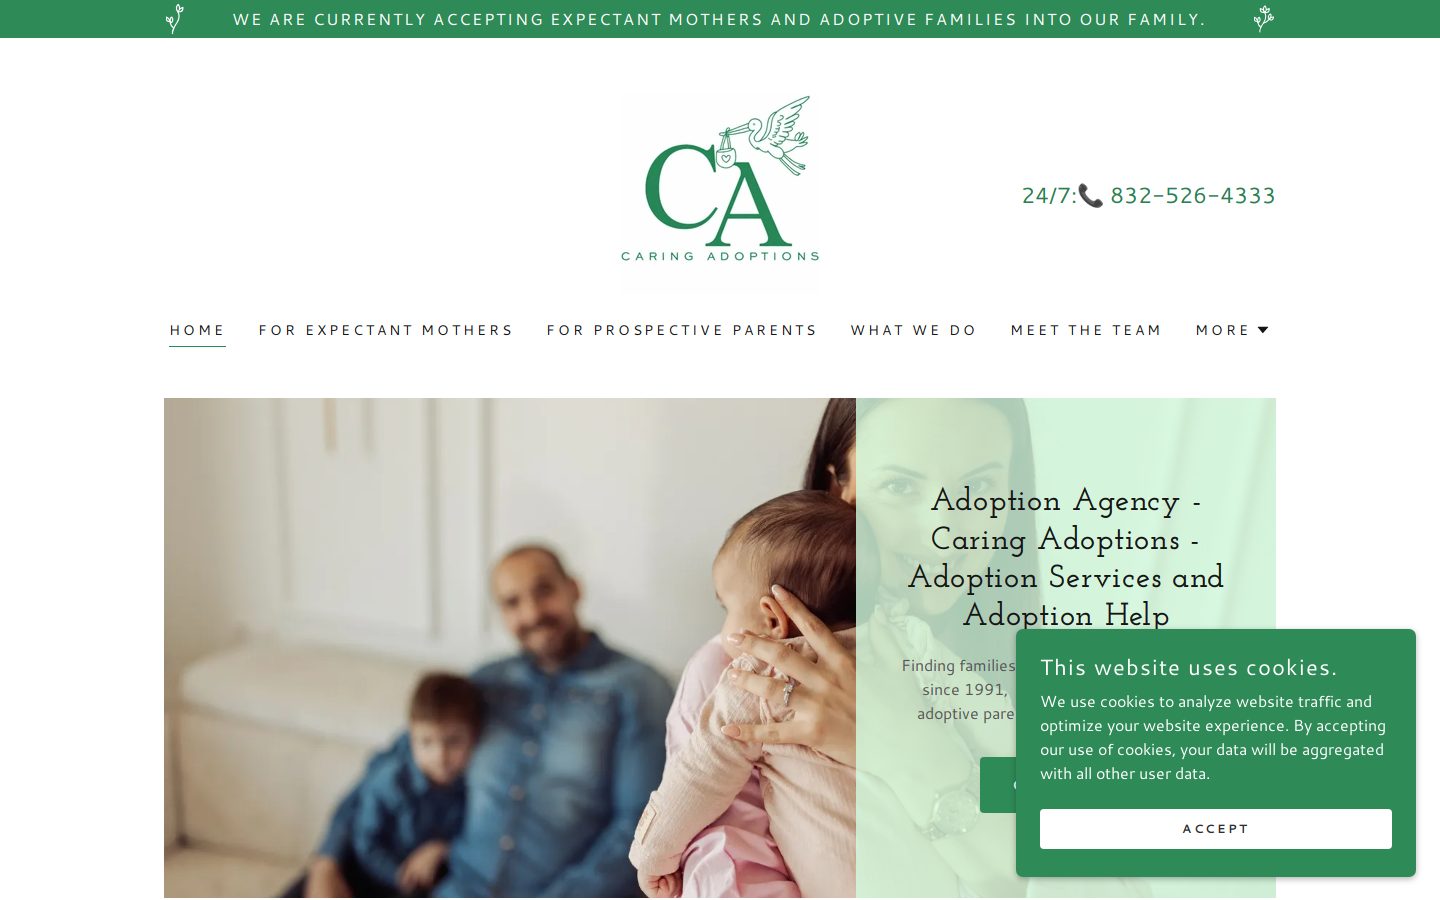 WE ARE CURRENTLY ACCEPTING EXPECTANT MOTHERS AND ADOPTIVE FAMILIES INTO OUR FAMILY.
CA
CARING ADOPTIONS
24/7:📞 832-526-4333
HOME FOR EXPECTANT MOTHERS FOR PROSPECTIVE PARENTS WHAT WE DO MEET THE TEAM MORE
Adoption Agency -
Caring Adoptions -
Adoption Services and
Adoption Help
Finding families
since 1991,
adoptive pare
This website uses cookies.
We use cookies to analyze website traffic and
optimize your website experience. By accepting
our use of cookies, your data will be aggregated
with all other user data.
ACCEPT